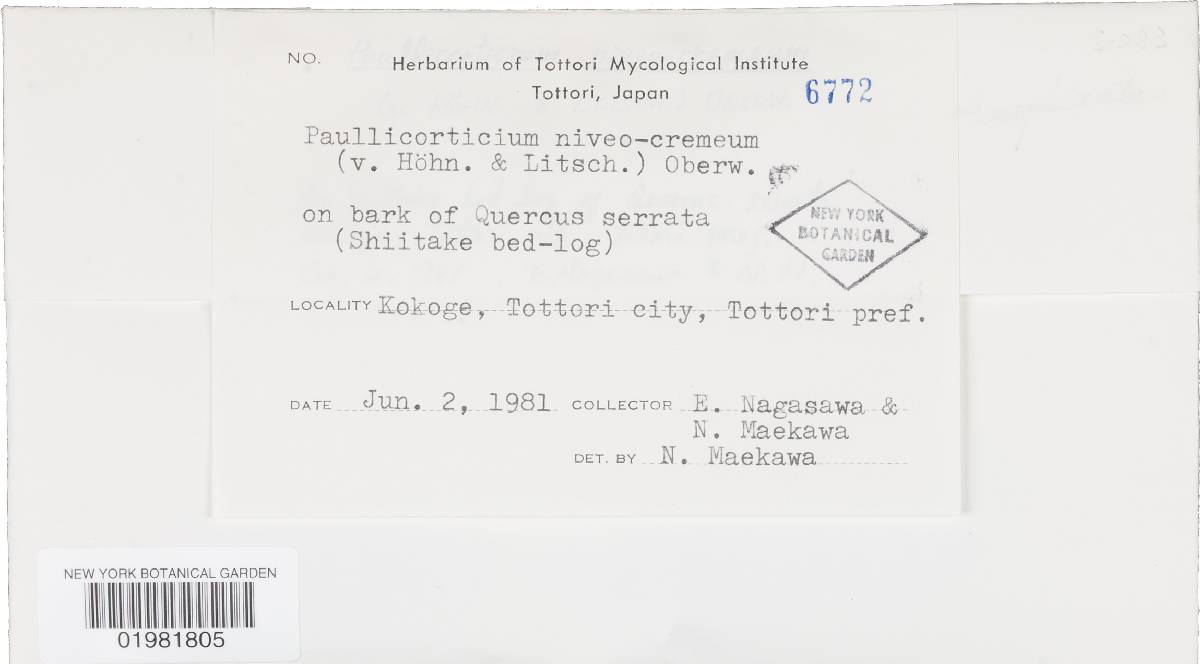 NO.
Herbarium of Tottori Mycological Institute
Tottori, Japan
6772
Paullicorticium niveo-cremeum
(v. Höhn. & Litsch.) Oberw.
on bark of Quercus serrata
(Shiitake bed-log)
NEW YORK
BOTANICAL
GARDEN
LOCALITY Kokoge, Tottori city, Tottori pref.
DATE Jun. 2, 1981 COLLECTOR E. Nagasawa &
N. Maekawa
DET. BY N. Maekawa
NEW YORK BOTANICAL GARDEN
01981805